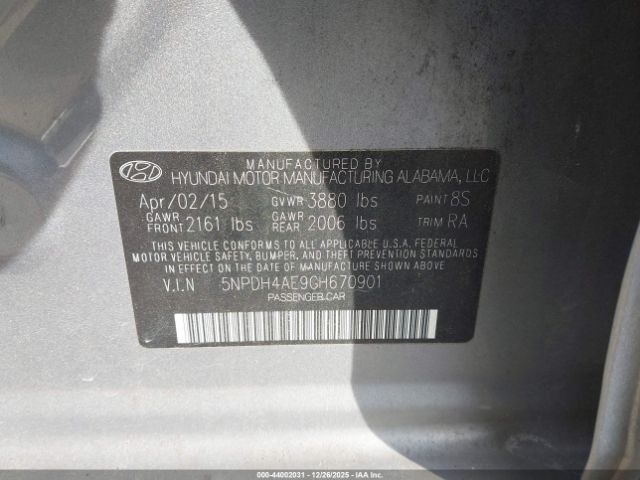 MANUFACTURED BY
HYUNDAI MOTOR MANUFACTURING ALABAMA, LLC
Apr/02/15 GVWR 3880 lbs PAINT 8S
GAWR FRONT 2161 lbs GAWR REAR 2006 lbs TRIM RA
THIS VEHICLE CONFORMS TO ALL APPLICABLE U.S.A. FEDERAL
MOTOR VEHICLE SAFETY, BUMPER, AND THEFT PREVENTION STANDARDS
IN EFFECT ON THE DATE OF MANUFACTURE SHOWN ABOVE.
V.I.N 5NPDH4AE9GH670901
PASSENGER CAR
000-44002031 - 12/26/2025 - COPART.COM